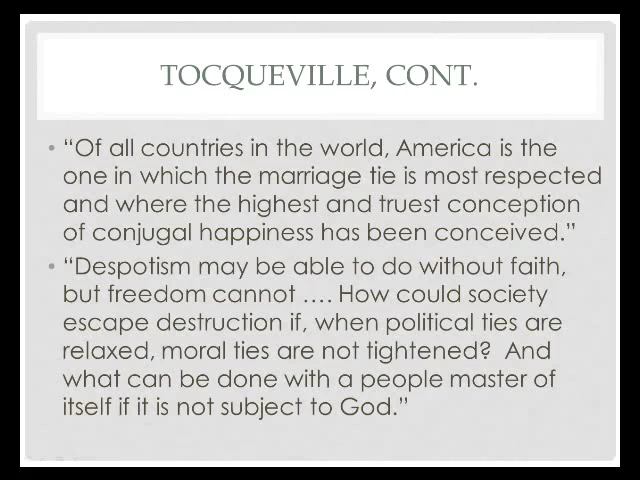 TOCQUEVILLE, CONT.
• “Of all countries in the world, America is the
one in which the marriage tie is most respected
and where the highest and truest conception
of conjugal happiness has been conceived.”
• “Despotism may be able to do without faith,
but freedom cannot …. How could society
escape destruction if, when political ties are
relaxed, moral ties are not tightened?  And
what can be done with a people master of
itself if it is not subject to God.”